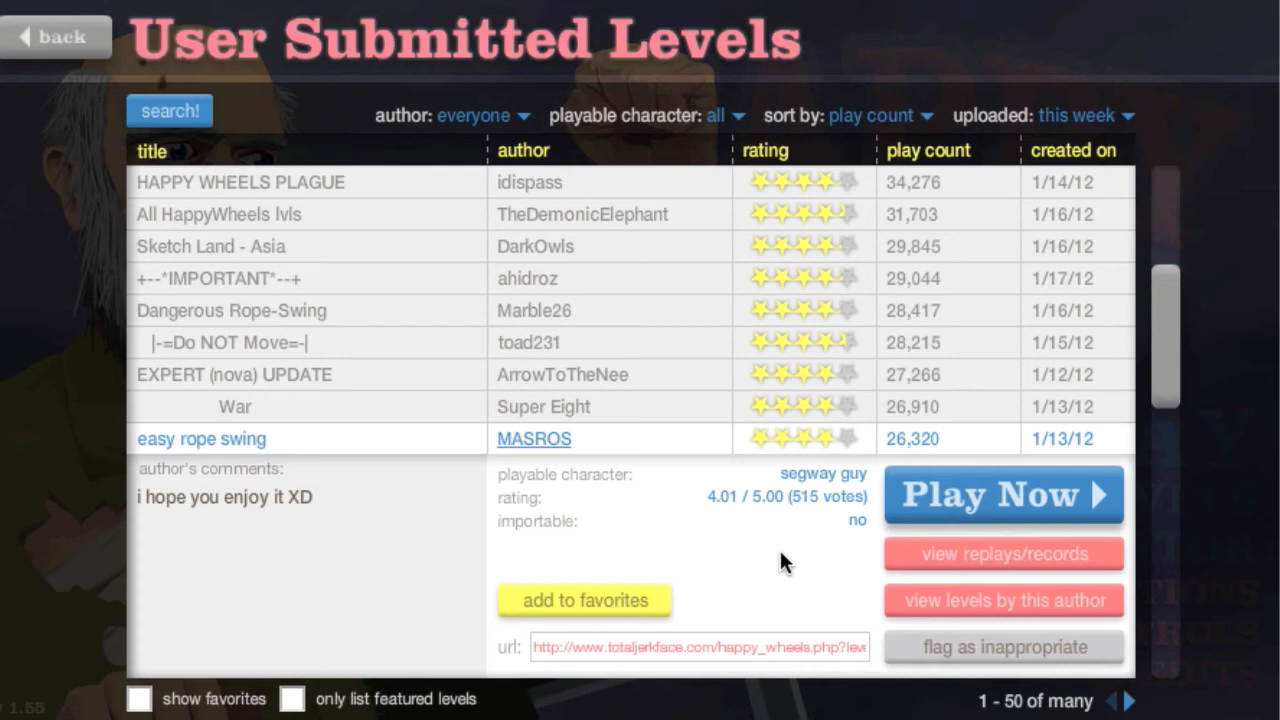 back
User Submitted Levels
search!
author: everyone
playable character: all
sort by: play count
uploaded: this week
title author rating play count created on
HAPPY WHEELS PLAGUE idispass 34,276 1/14/12
All HappyWheels lvls TheDemonicElephant 31,703 1/16/12
Sketch Land - Asia DarkOwls 29,845 1/16/12
+--*IMPORTANT*--+ ahidroz 29,044 1/17/12
Dangerous Rope-Swing Marble26 28,417 1/16/12
|-=Do NOT Move=-| toad231 28,215 1/15/12
EXPERT (nova) UPDATE ArrowToTheNee 27,266 1/12/12
War Super Eight 26,910 1/13/12
easy rope swing MASROS 26,320 1/13/12
author's comments:
i hope you enjoy it XD
playable character: segway guy
rating: 4.01 / 5.00 (515 votes)
importable: no
add to favorites
url: http://www.totaljerkface.com/happy_wheels.php?lev
Play Now
view replays/records
view levels by this author
flag as inappropriate
show favorites
only list featured levels
1 - 50 of many
1.55